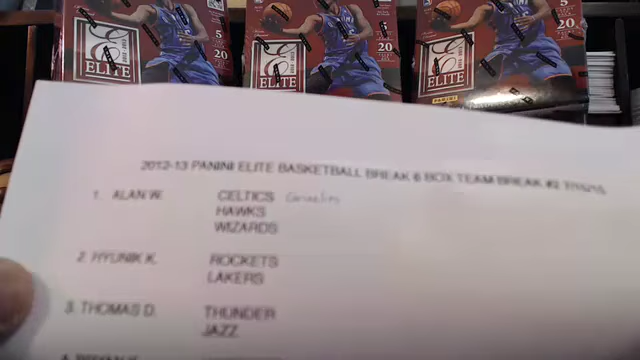 ELITE
5
20
ELITE
20
ELITE
PANINI
5
20
2012-13 PANINI ELITE BASKETBALL BREAK 6 BOX TEAM BREAK #2
1. ALAN W. CELTICS
HAWKS
WIZARDS
2. HYUNIK K. ROCKETS
LAKERS
3. THOMAS D. THUNDER
JAZZ